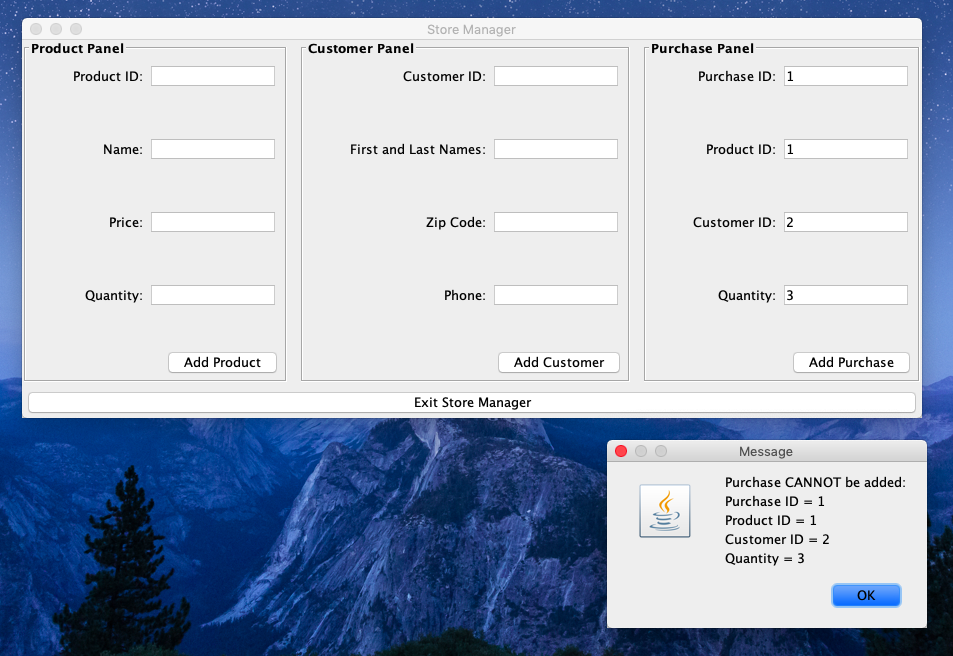 Store Manager
Product Panel
Product ID:
Name:
Price:
Quantity:
Add Product
Customer Panel
Customer ID:
First and Last Names:
Zip Code:
Phone:
Add Customer
Purchase Panel
Purchase ID: 1
Product ID: 1
Customer ID: 2
Quantity: 3
Add Purchase
Exit Store Manager
Message
Purchase CANNOT be added:
Purchase ID = 1
Product ID = 1
Customer ID = 2
Quantity = 3
OK